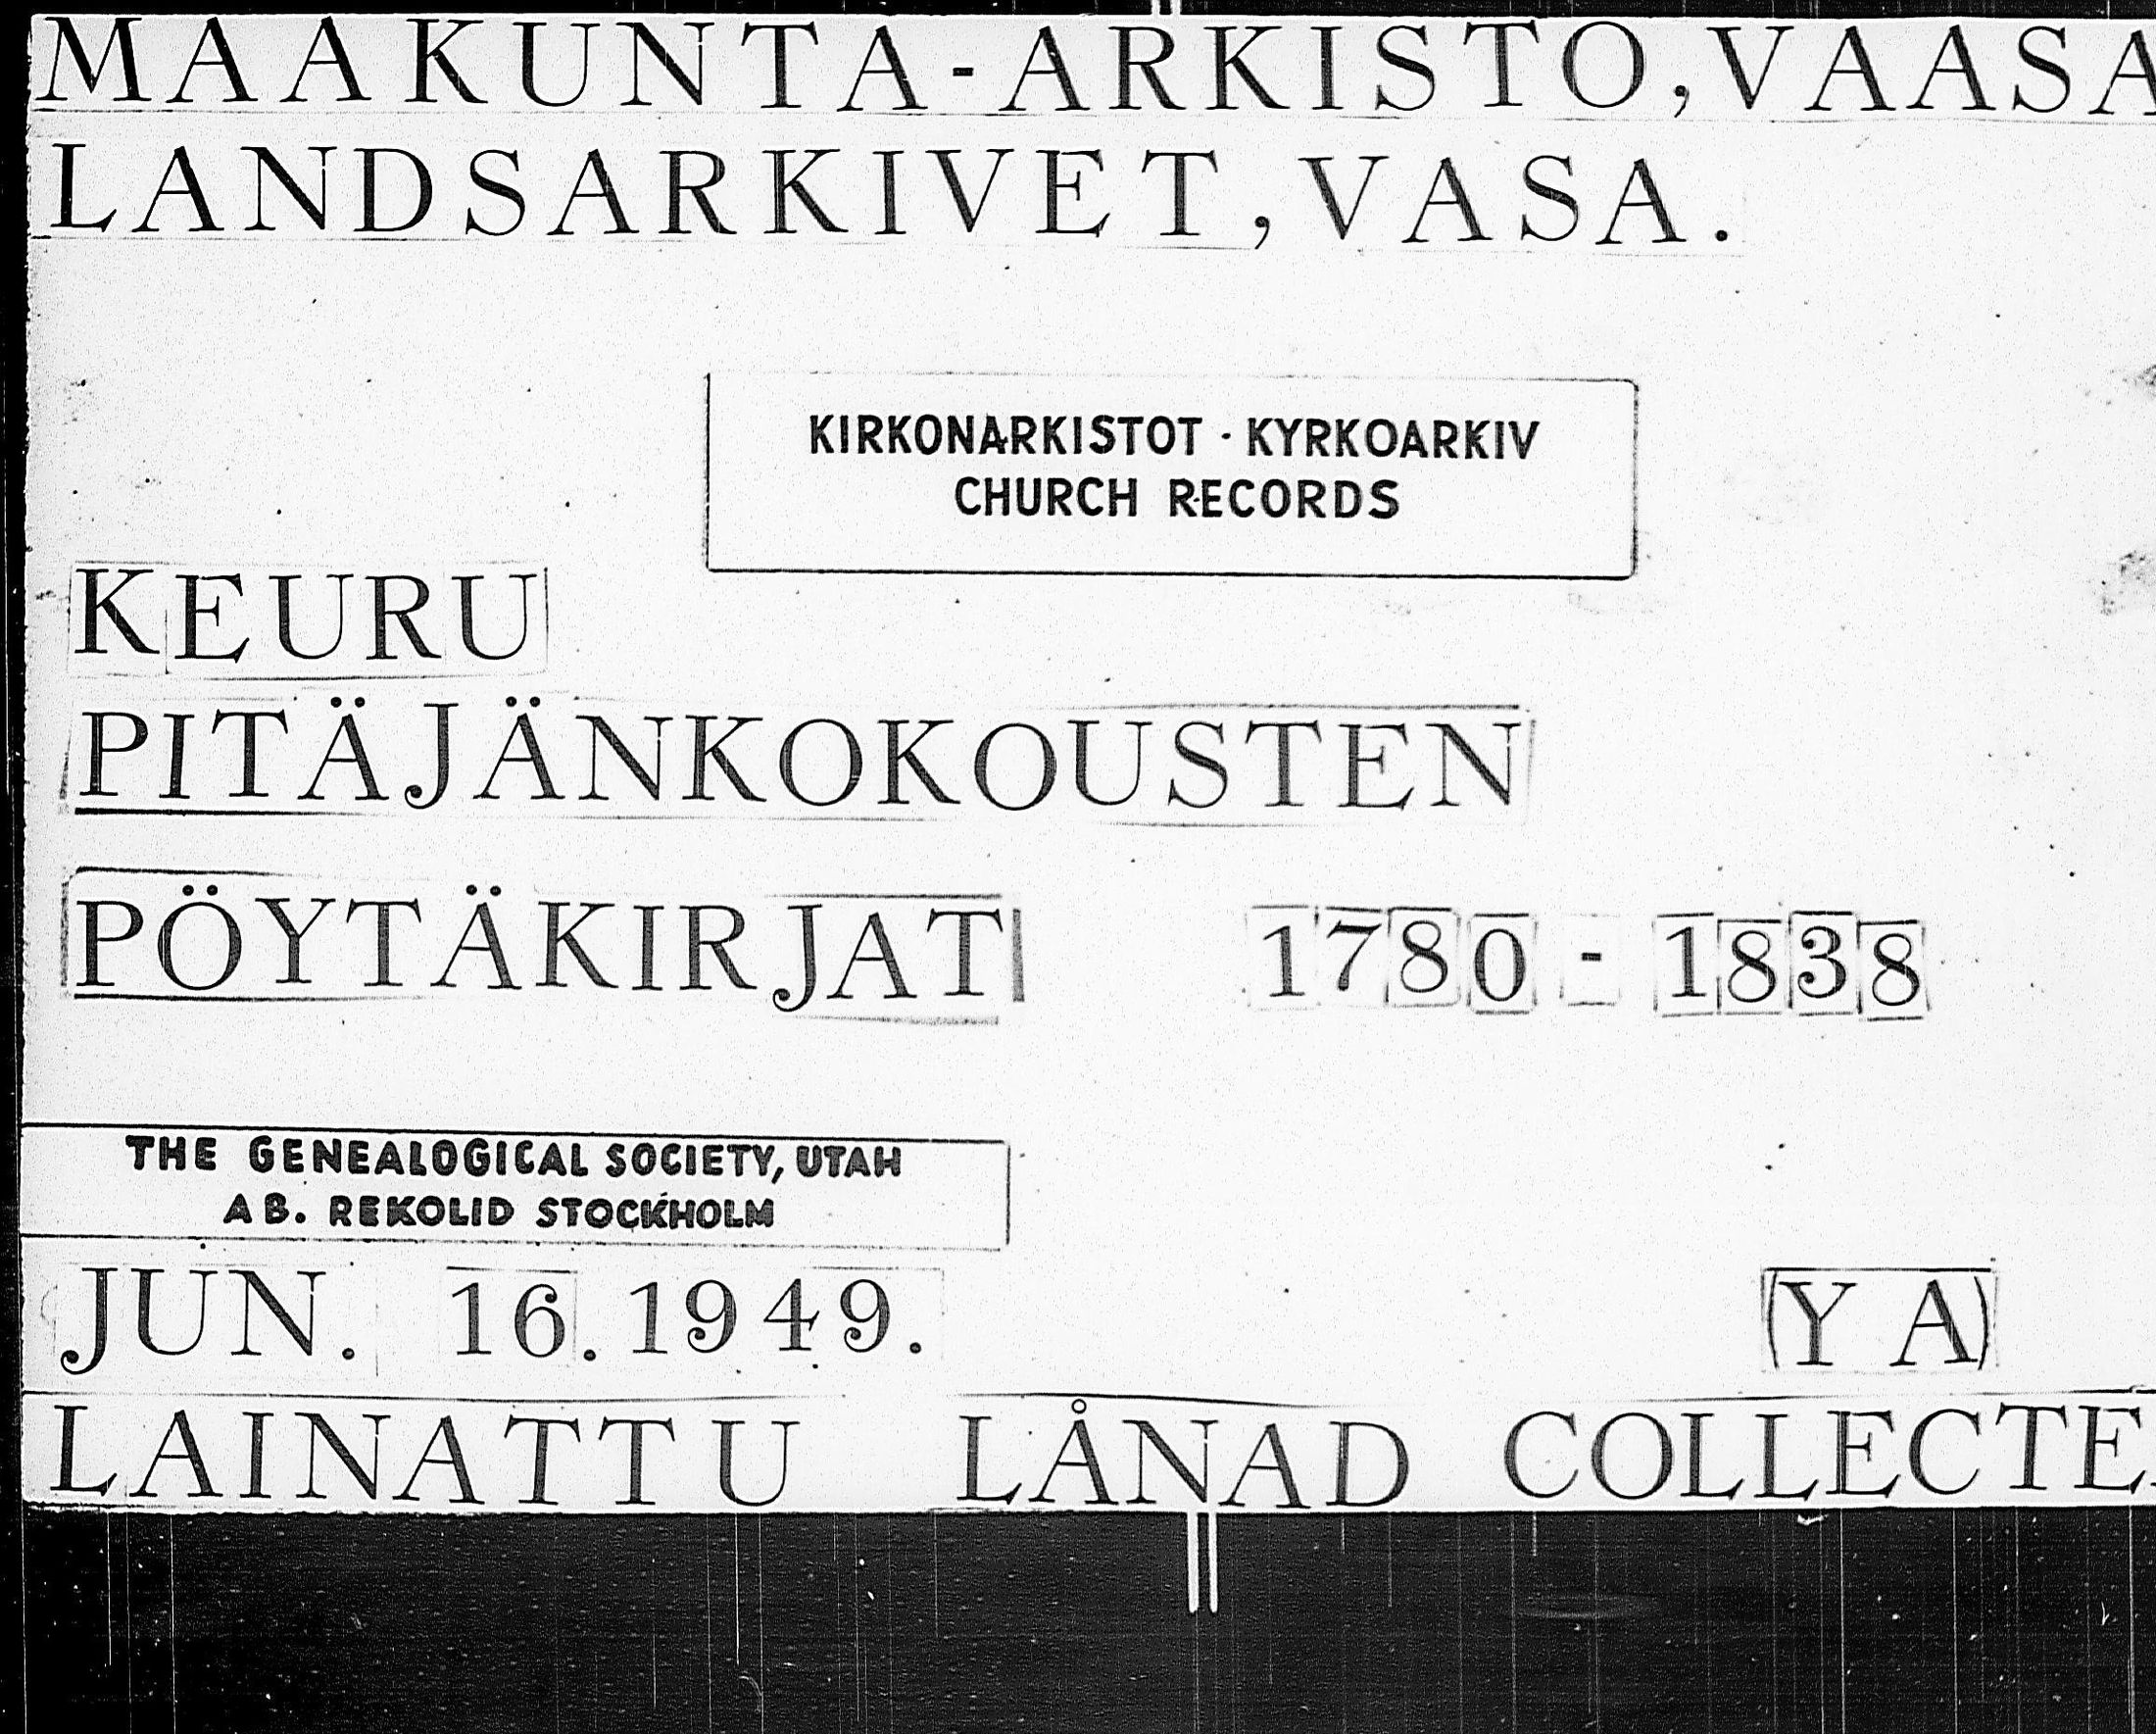 MAAKUNTA-ARKISTO, VAASA
LANDSARKIVET, VASA.
KIRKONARKISTOT · KYRKOARKIV
CHURCH RECORDS
KEURU
PITÄJÄNKOKOUSTEN
PÖYTÄKIRJAT 1780 - 1838
THE GENEALOGICAL SOCIETY, UTAH
AB. REKOLID STOCKHOLM
JUN. 16. 1949. (YA)
LAINATTU LÅNAD COLLECTE